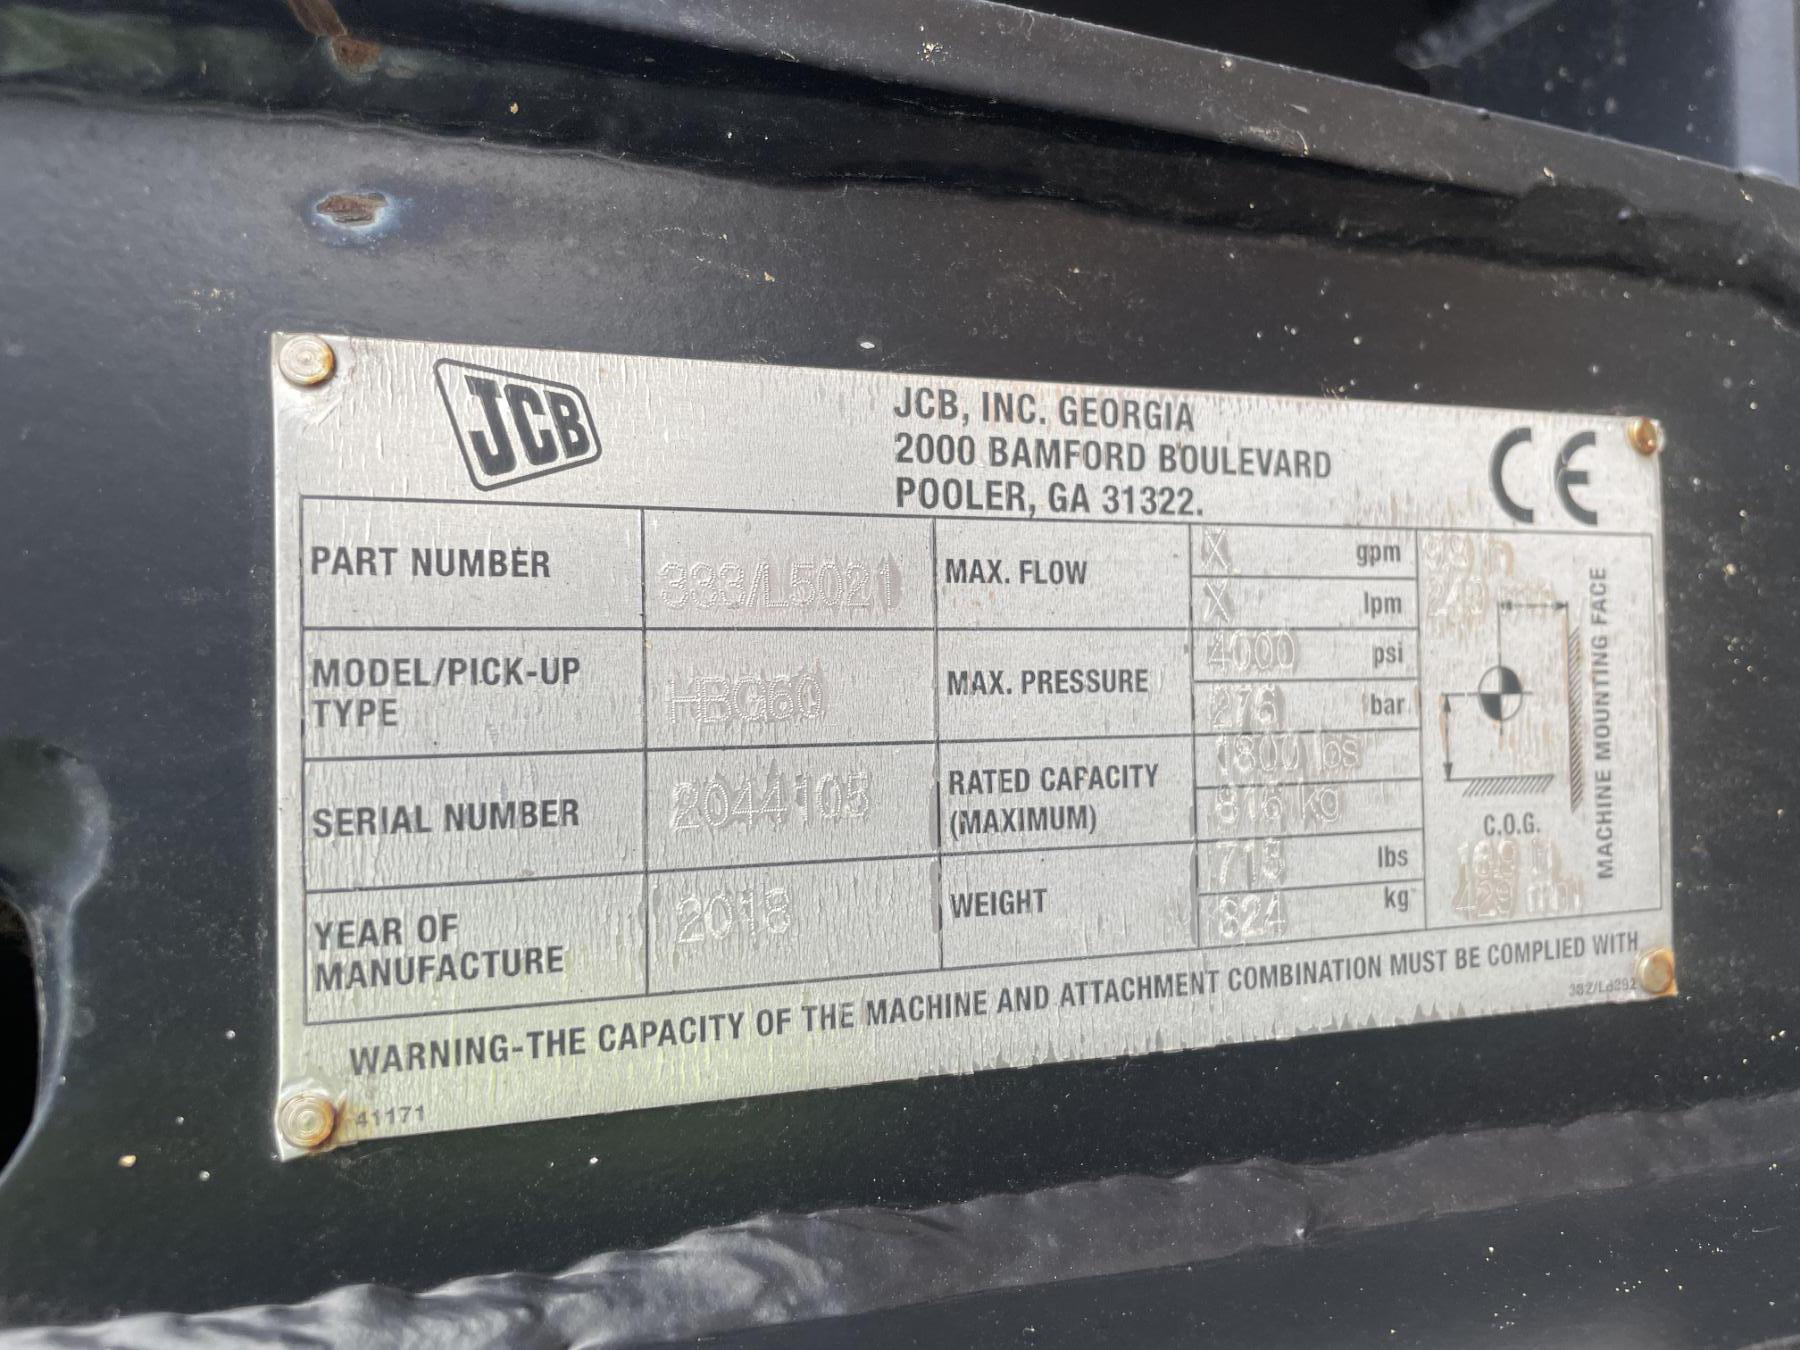 JCB
JCB, INC. GEORGIA
2000 BAMFORD BOULEVARD
POOLER, GA 31322.
CE
PART NUMBER 333/L5021
MODEL/PICK-UP TYPE HBG60
SERIAL NUMBER 2044105
YEAR OF MANUFACTURE 2018
MAX. FLOW X gpm
X lpm
MAX. PRESSURE 4000 psi
276 bar
RATED CAPACITY (MAXIMUM) 1800 lbs
816 kg
WEIGHT lbs
kg
C.O.G.
MACHINE MOUNTING FACE
WARNING-THE CAPACITY OF THE MACHINE AND ATTACHMENT COMBINATION MUST BE COMPLIED WITH
41171